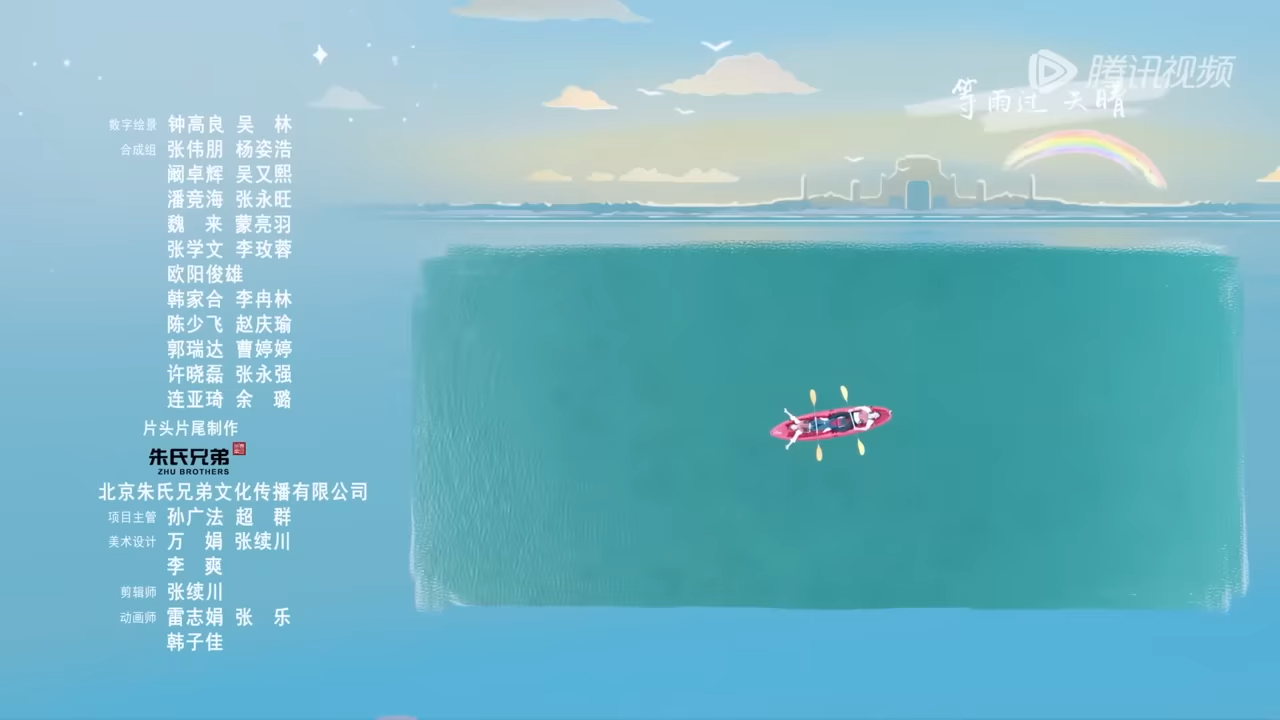 腾讯视频
等雨过 天晴
数字绘景 钟高良 吴 林
合成组 张伟朋 杨姿浩
阚卓辉 吴又熙
潘竞海 张永旺
魏 来 蒙亮羽
张学文 李玫蓉
欧阳俊雄
韩家合 李冉林
陈少飞 赵庆瑜
郭瑞达 曹婷婷
许晓磊 张永强
连亚琦 余 璐
片头片尾制作
朱氏兄弟
ZHU BROTHERS
北京朱氏兄弟文化传播有限公司
项目主管 孙广法 超 群
美术设计 万 娟 张续川
李 爽
剪辑师 张续川
动画师 雷志娟 张 乐
韩子佳